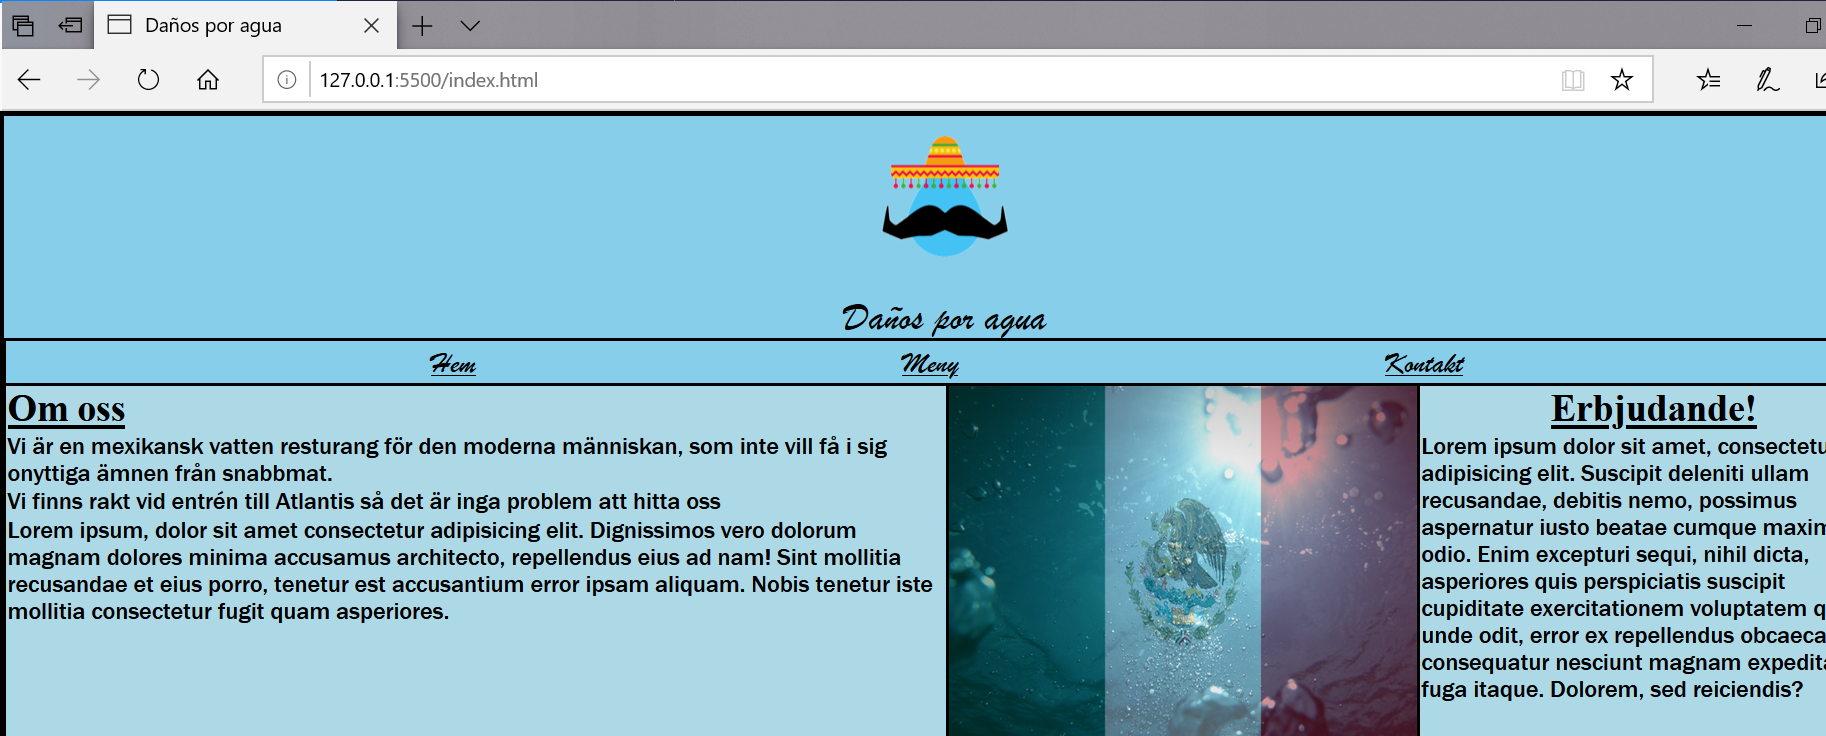 Daños por agua
127.0.0.1:5500/index.html
Daños por agua
Hem Meny Kontakt
Om oss
Vi är en mexikansk vatten resturang för den moderna människan, som inte vill få i sig
onyttiga ämnen från snabbmat.
Vi finns rakt vid entrén till Atlantis så det är inga problem att hitta oss
Lorem ipsum, dolor sit amet consectetur adipisicing elit. Dignissimos vero dolorum
magnam dolores minima accusamus architecto, repellendus eius ad nam! Sint mollitia
recusandae et eius porro, tenetur est accusantium error ipsam aliquam. Nobis tenetur iste
mollitia consectetur fugit quam asperiores.
Erbjudande!
Lorem ipsum dolor sit amet,
adipisicing elit. Suscipit deleniti ullam
recusandae, debitis nemo, possimus
aspernatur iusto beatae cumque
odio. Enim excepturi sequi, nihil dicta,
asperiores quis perspiciatis suscipit
cupiditate exercitationem voluptatem
unde odit, error ex repellendus
consequatur nesciunt magnam
fuga itaque. Dolorem, sed reiciendis?